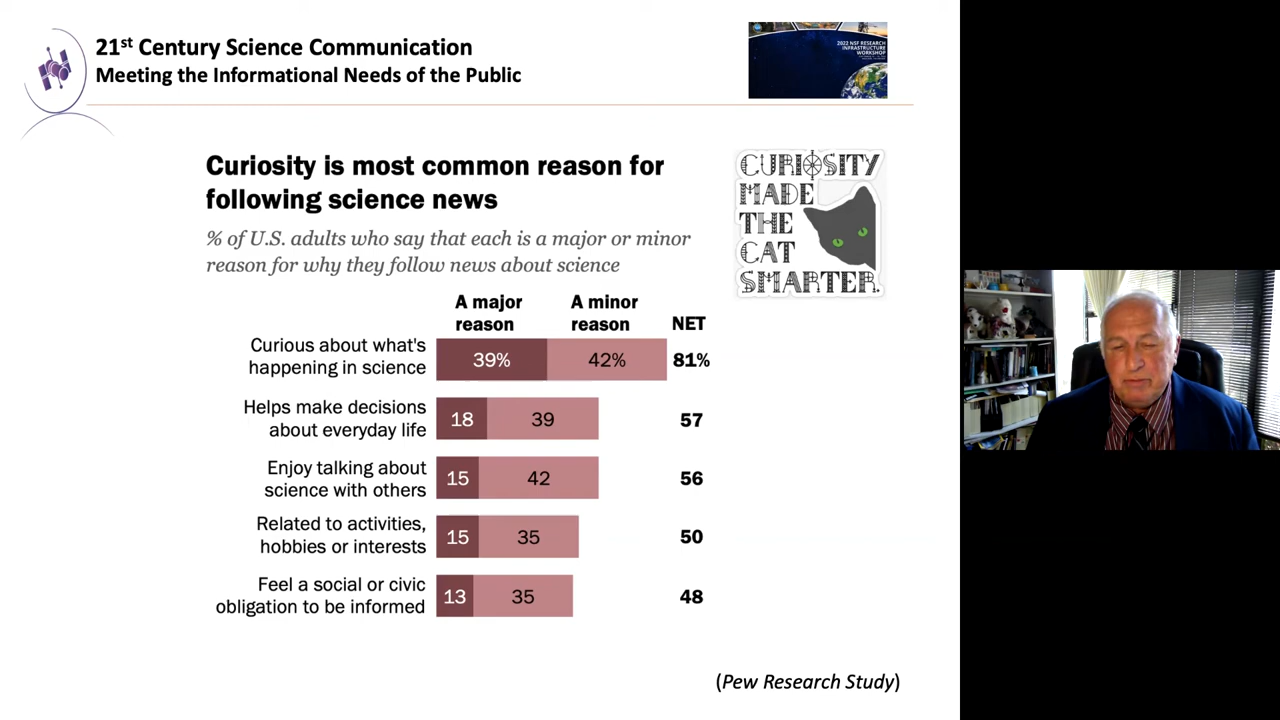 21st Century Science Communication
Meeting the Informational Needs of the Public
2022 NSF RESEARCH
INFRASTRUCTURE
WORKSHOP
Curiosity is most common reason for
following science news
% of U.S. adults who say that each is a major or minor
reason for why they follow news about science
CURIOSITY
MADE
THE
CAT
SMARTER.
A major
reason
A minor
reason
NET
Curious about what's
happening in science
39% 42% 81%
Helps make decisions
about everyday life
18 39 57
Enjoy talking about
science with others
15 42 56
Related to activities,
hobbies or interests
15 35 50
Feel a social or civic
obligation to be informed
13 35 48
(Pew Research Study)